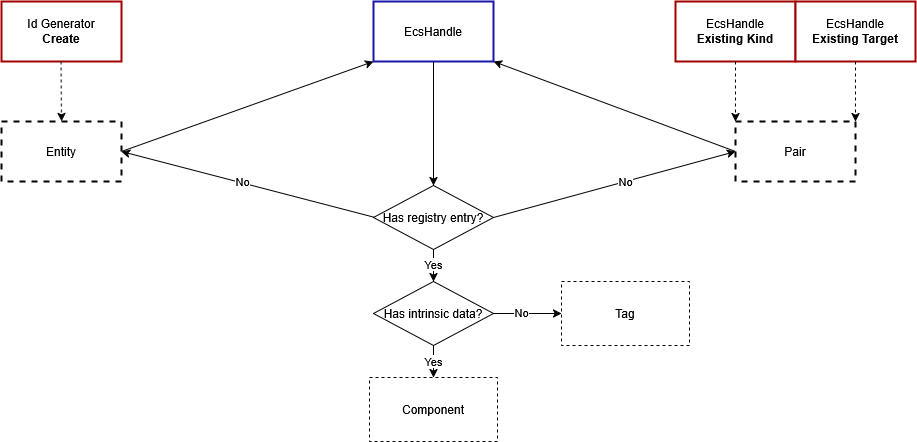 Id Generator
Create
EcsHandle
EcsHandle
Existing Kind
EcsHandle
Existing Target
Entity
Pair
No
No
Has registry entry?
Yes
Has intrinsic data?
No
Tag
Yes
Component